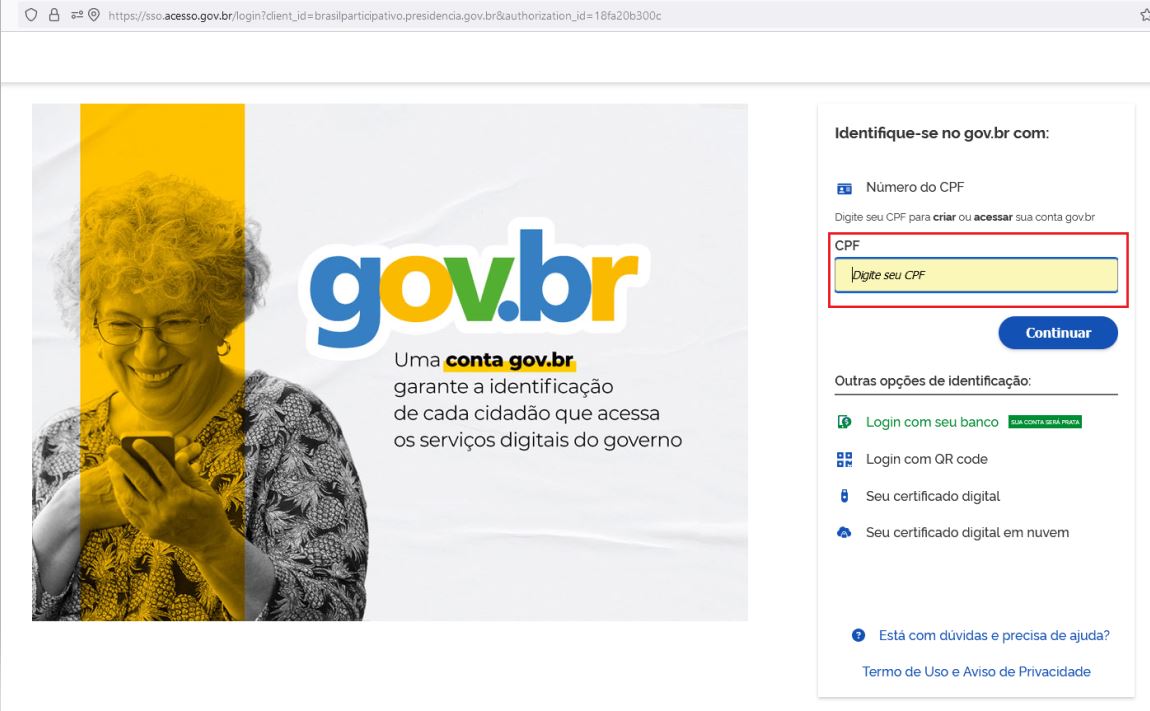 https://sso.acesso.gov.br/login?client_id=brasilparticipativo.presidencia.gov.br&authorization_id=18fa20b300c
gov.br
Uma conta gov.br
garante a identificação
de cada cidadão que acessa
os serviços digitais do governo
Identifique-se no gov.br com:
Número do CPF
Digite seu CPF para criar ou acessar sua conta gov.br
CPF
Digite seu CPF
Continuar
Outras opções de identificação:
Login com seu banco SUA CONTA SERÁ PRATA
Login com QR code
Seu certificado digital
Seu certificado digital em nuvem
Está com dúvidas e precisa de ajuda?
Termo de Uso e Aviso de Privacidade